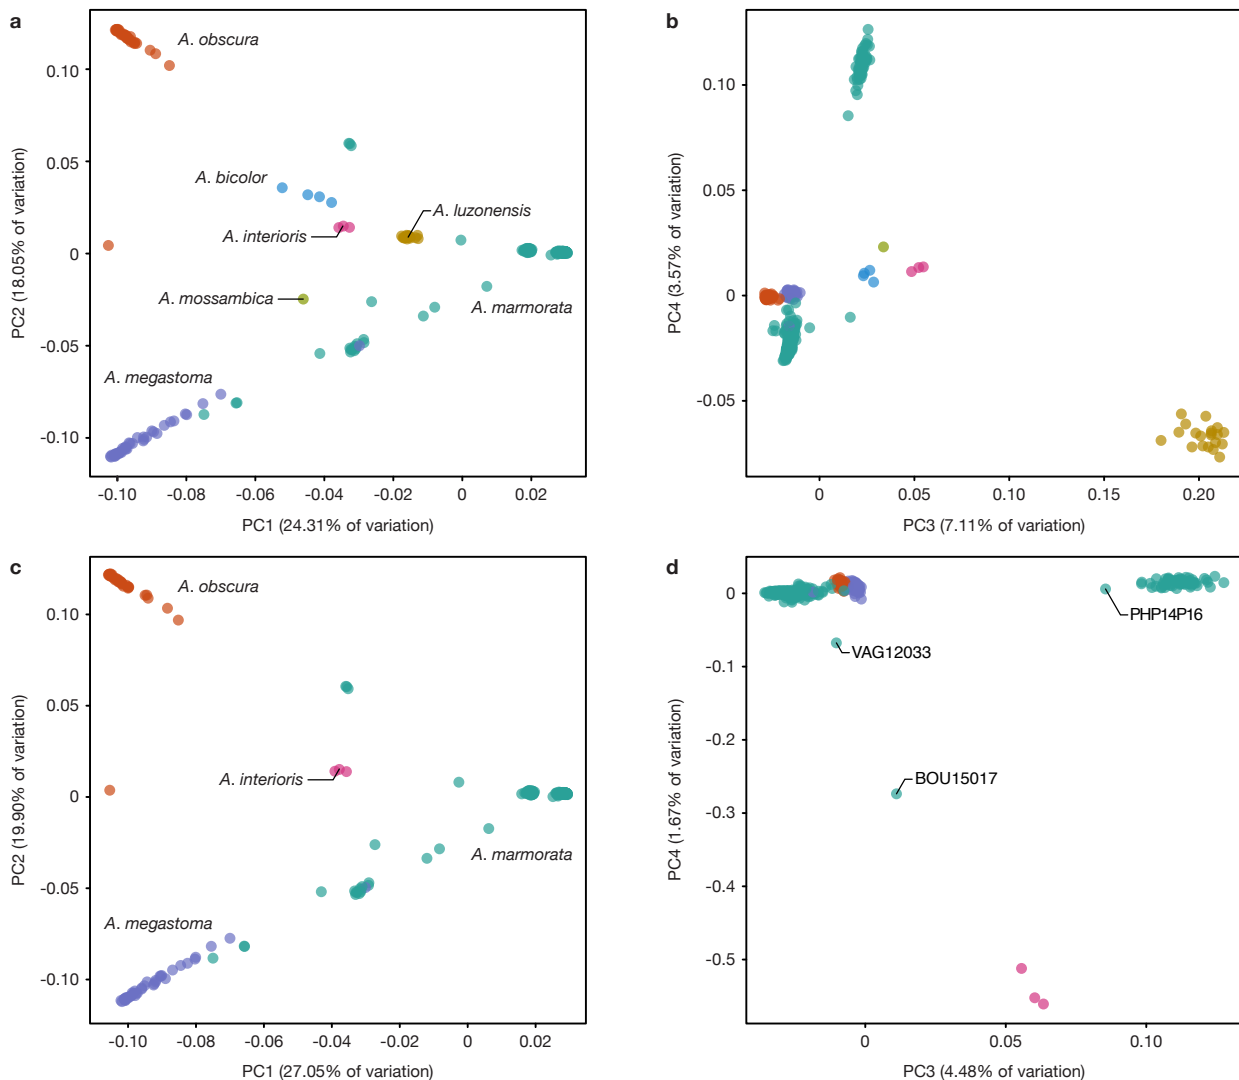 a
A. obscura
A. bicolor
A. interioris
A. luzonensis
A. mossambica
A. marmorata
A. megastoma
0.10
0.05
0
-0.05
-0.10
PC2 (18.05% of variation)
-0.10
-0.08
-0.06
-0.04
-0.02
0
0.02
PC1 (24.31% of variation)
b
0.10
0.05
0
-0.05
PC4 (3.57% of variation)
0
0.05
0.10
0.15
0.20
PC3 (7.11% of variation)
c
A. obscura
A. interioris
A. marmorata
A. megastoma
0.10
0.05
0
-0.05
-0.10
PC2 (19.90% of variation)
-0.10
-0.08
-0.06
-0.04
-0.02
0
0.02
PC1 (27.05% of variation)
d
PHP14P16
VAG12033
BOU15017
0
-0.1
-0.2
-0.3
-0.4
-0.5
PC4 (1.67% of variation)
0
0.05
0.10
PC3 (4.48% of variation)